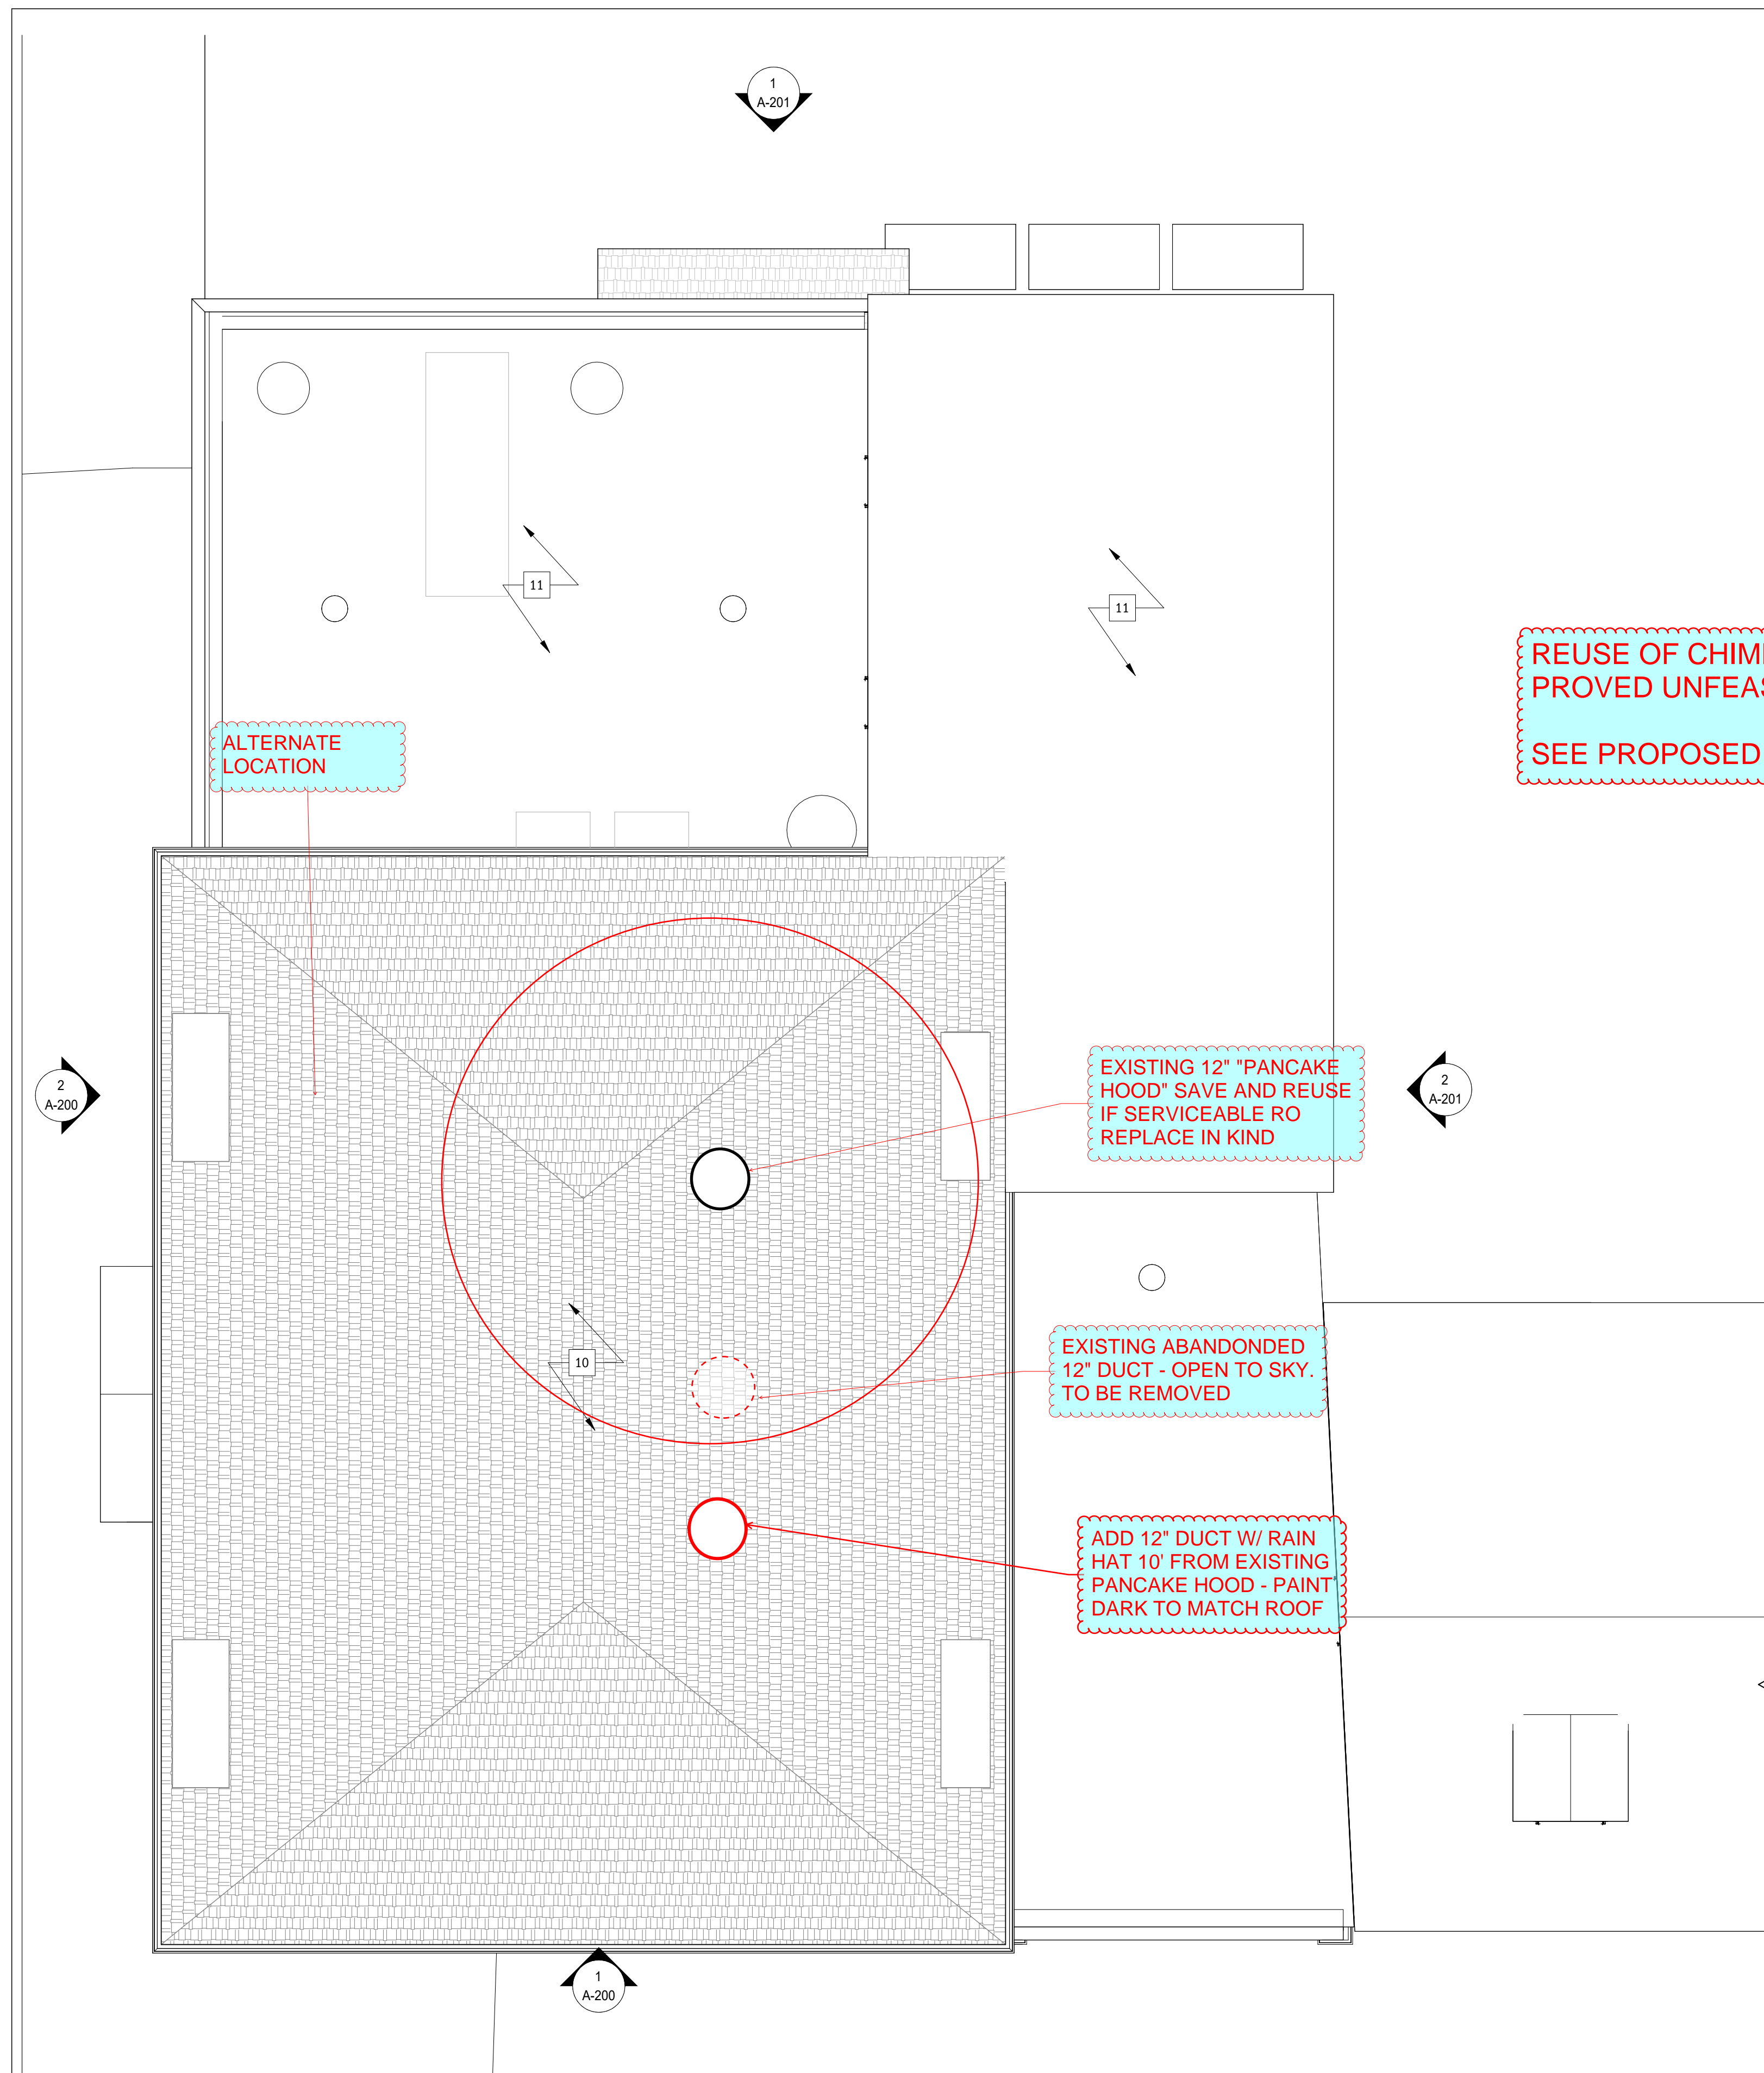 1
A-201
11
11
REUSE OF
PROVED
SEE PROPOSED
ALTERNATE
LOCATION
2
A-200
EXISTING 12" "PANCAKE
HOOD" SAVE AND REUSE
IF SERVICEABLE RO
REPLACE IN KIND
2
A-201
10
EXISTING ABANDONDED
12" DUCT - OPEN TO SKY.
TO BE REMOVED
ADD 12" DUCT W/ RAIN
HAT 10' FROM EXISTING
PANCAKE HOOD - PAINT
DARK TO MATCH ROOF
1
A-200